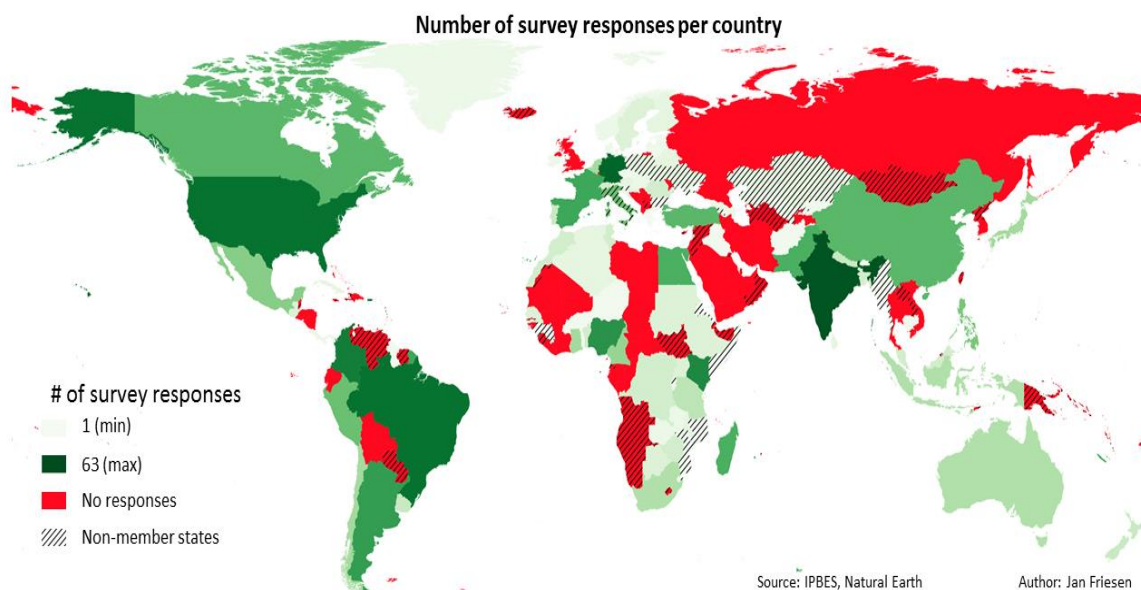 Number of survey responses per country
# of survey responses
1 (min)
63 (max)
No responses
Non-member states
Source: IPBES, Natural Earth
Author: Jan Friesen